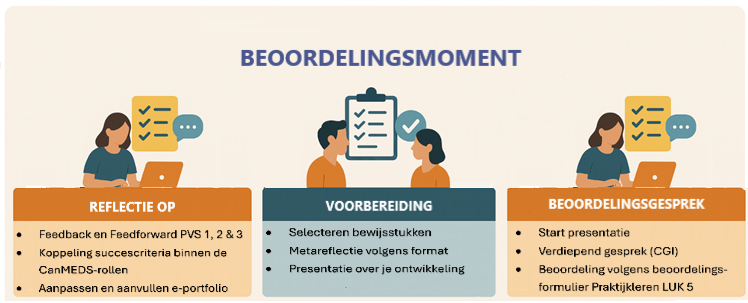 BEOORDELINGSMOMENT
REFLECTIE OP
• Feedback en Feedforward PVS 1, 2 & 3
• Koppeling succescriteria binnen de
CanMEDS-rollen
• Aanpassen en aanvullen e-portfolio
VOORBEREIDING
• Selecteren bewijsstukken
• Metareflectie volgens format
• Presentatie over je ontwikkeling
BEOORDELINGSGESPREK
• Start presentatie
• Verdiepend gesprek (CGI)
• Beoordeling volgens beoordelings-
formulier Praktijkleren LUK 5